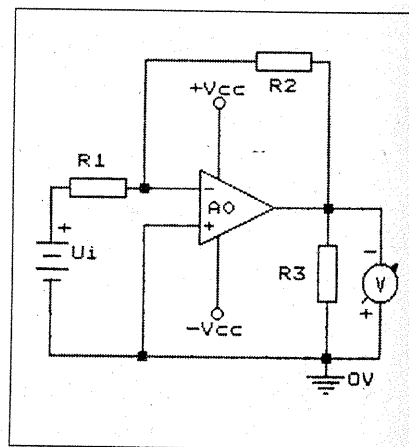 +Vcc
R2
R1
-
AO
+
+
Ui
-
R3
V
+
-Vcc
0V